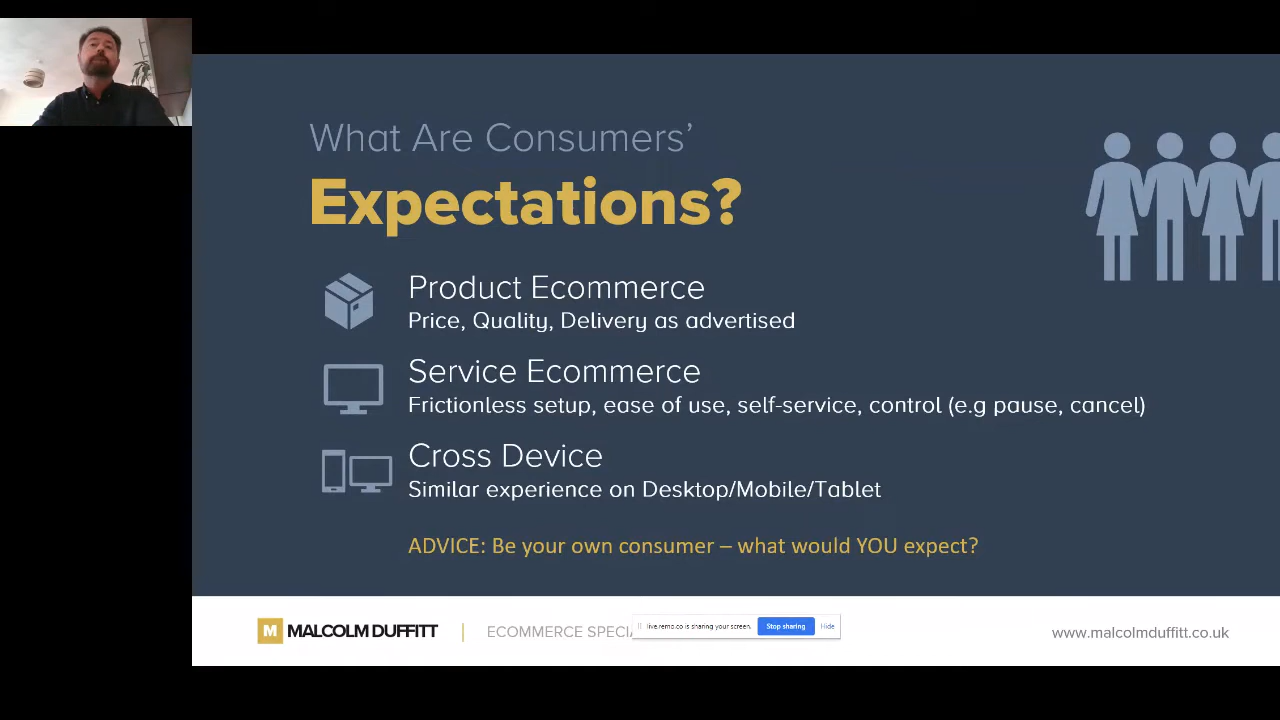 What Are Consumers’
Expectations?
Product Ecommerce
Price, Quality, Delivery as advertised
Service Ecommerce
Frictionless setup, ease of use, self-service, control (e.g pause, cancel)
Cross Device
Similar experience on Desktop/Mobile/Tablet
ADVICE: Be your own consumer – what would YOU expect?
M MALCOLM DUFFITT | ECOMMERCE SPECIA
live.remo.co is sharing your screen. Stop sharing Hide
www.malcolmduffitt.co.uk